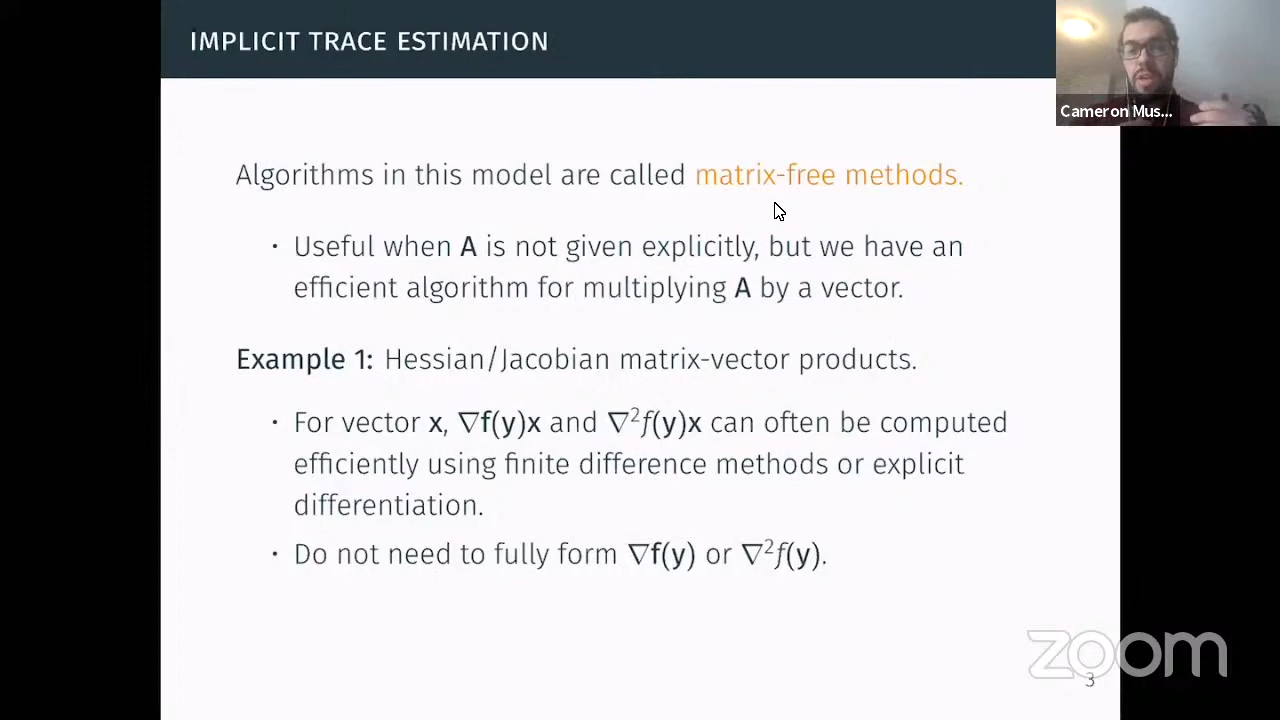 IMPLICIT TRACE ESTIMATION
Cameron Mus...
Algorithms in this model are called matrix-free methods.
• Useful when A is not given explicitly, but we have an
efficient algorithm for multiplying A by a vector.
Example 1: Hessian/Jacobian matrix-vector products.
• For vector x, ∇f(y)x and ∇²f(y)x can often be computed
efficiently using finite difference methods or explicit
differentiation.
• Do not need to fully form ∇f(y) or ∇²f(y).
zoom
3